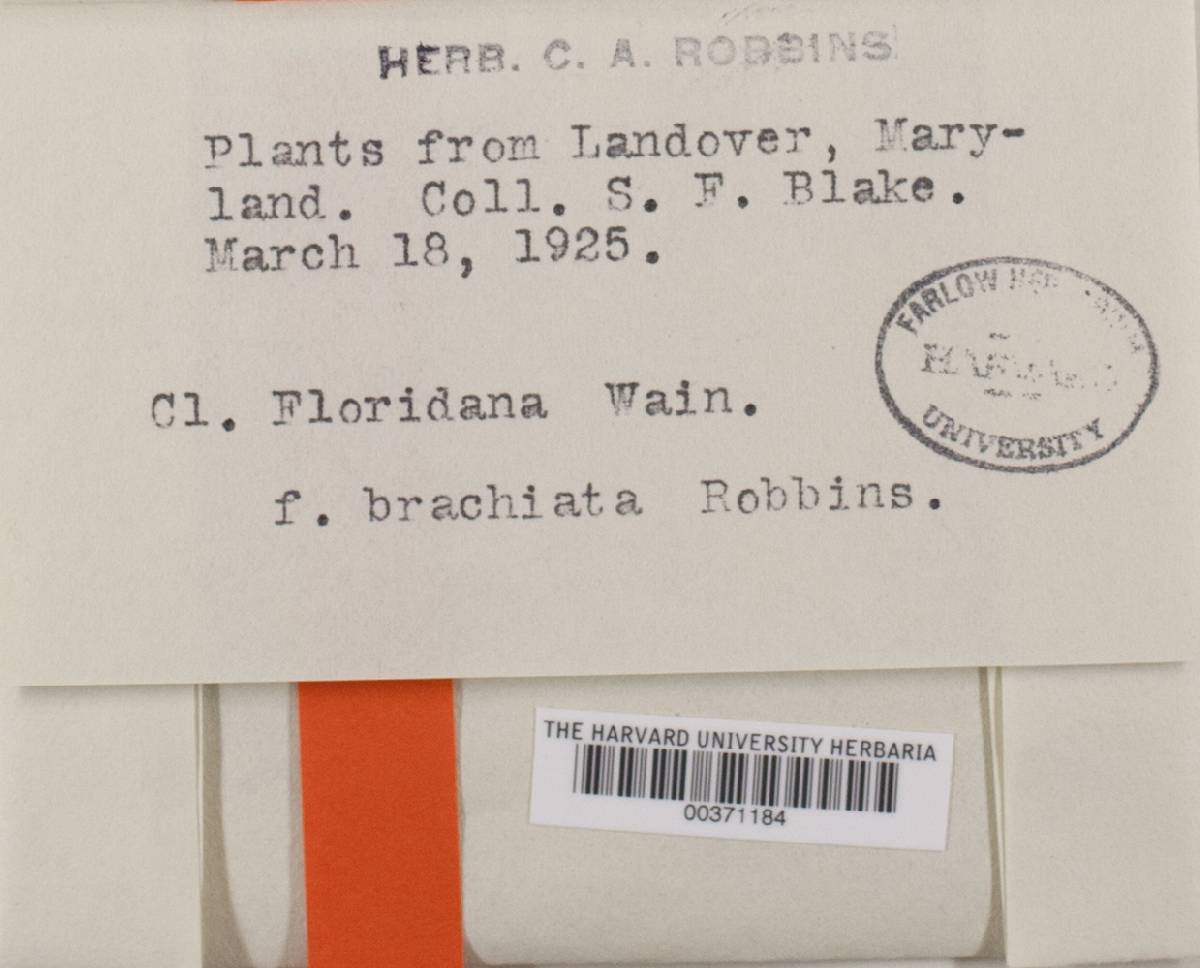 HERB. C. A. ROBBINS
Plants from Landover, Mary-
land. Coll. S. F. Blake.
March 18, 1925.
FARLOW
HARVARD
UNIVERSITY
Cl. Floridana Wain.
f. brachiata Robbins.
THE HARVARD UNIVERSITY HERBARIA
00371184